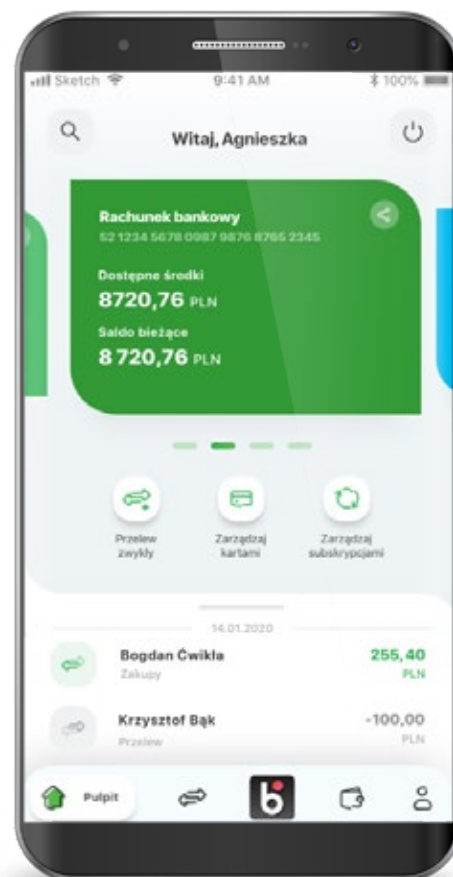 Sketch 9:41 AM 100%
Witaj, Agnieszka
Rachunek bankowy
52 1234 5678 0987 9876 8765 2345
Dostępne środki
8720,76 PLN
Saldo bieżące
8 720,76 PLN
Przelew
zwykły
Zarządzaj
kartami
Zarządzaj
subskrypcjami
14.01.2020
Bogdan Ćwikła 255,40
Zakupy PLN
Krzysztof Bąk -100,00
Przelew PLN
Pulpit b